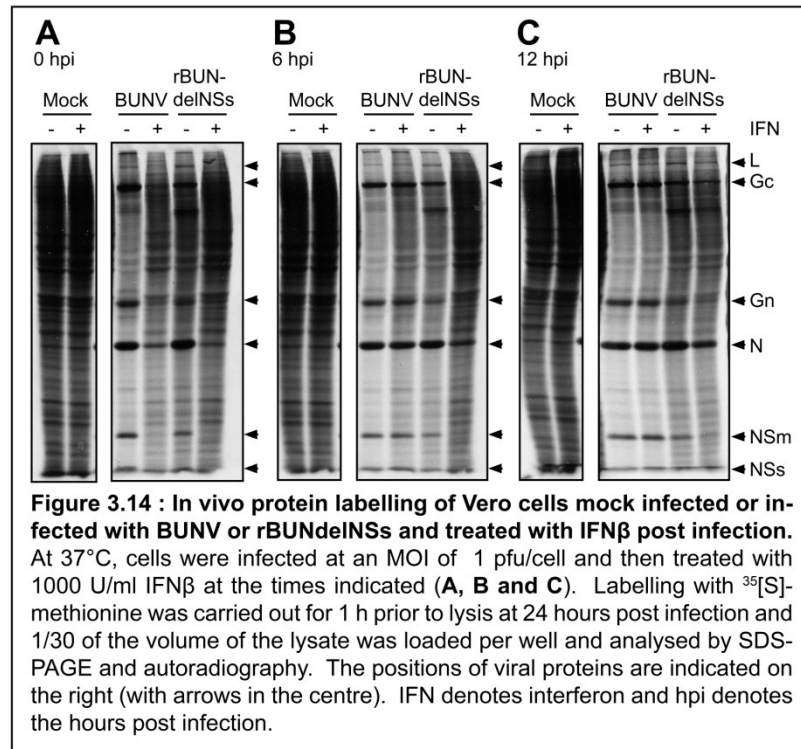 A B C
0 hpi 6 hpi 12 hpi
Mock BUNV rBUN-delNSs Mock BUNV rBUN-delNSs Mock BUNV rBUN-delNSs
- + - + - + - + - + - + - + - + - + IFN
L
Gc
Gn
N
NSm
NSs
Figure 3.14 : In vivo protein labelling of Vero cells mock infected or in-
fected with BUNV or rBUNdelNSs and treated with IFNβ post infection.
At 37°C, cells were infected at an MOI of 1 pfu/cell and then treated with
1000 U/ml IFNβ at the times indicated (A, B and C). Labelling with ³⁵[S]-
methionine was carried out for 1 h prior to lysis at 24 hours post infection and
1/30 of the volume of the lysate was loaded per well and analysed by SDS-
PAGE and autoradiography. The positions of viral proteins are indicated on
the right (with arrows in the centre). IFN denotes interferon and hpi denotes
the hours post infection.